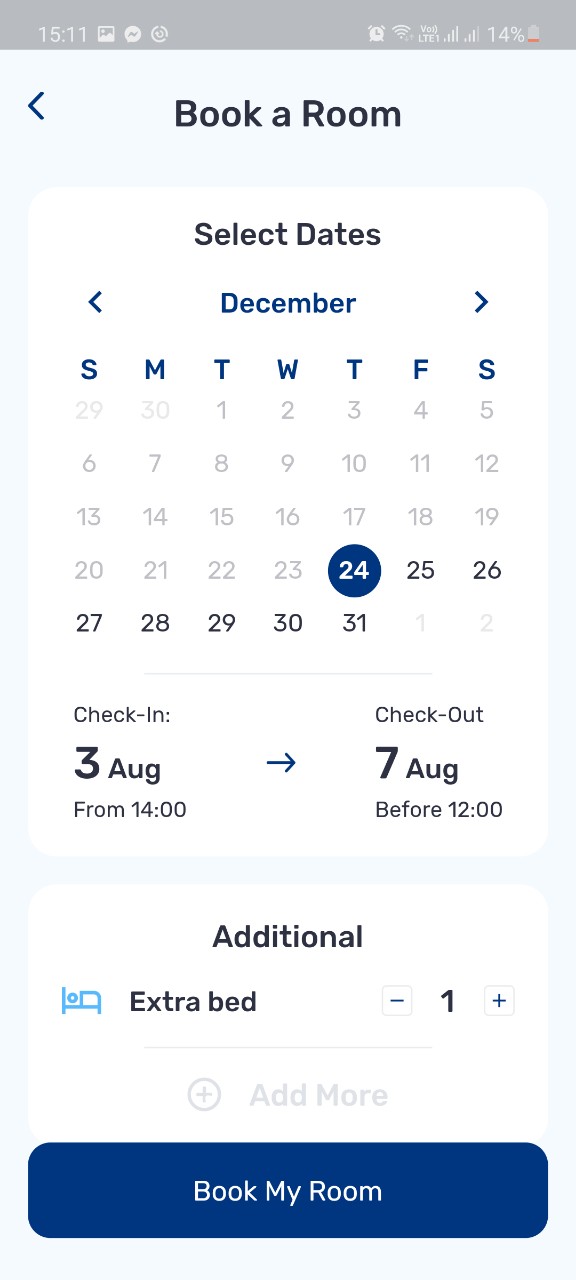 15:11 Vo)) LTE1 14%
Book a Room
Select Dates
December
S M T W T F S
29 30 1 2 3 4 5
6 7 8 9 10 11 12
13 14 15 16 17 18 19
20 21 22 23 24 25 26
27 28 29 30 31 1 2
Check-In: Check-Out
3 Aug 7 Aug
From 14:00 Before 12:00
Additional
Extra bed 1
Add More
Book My Room